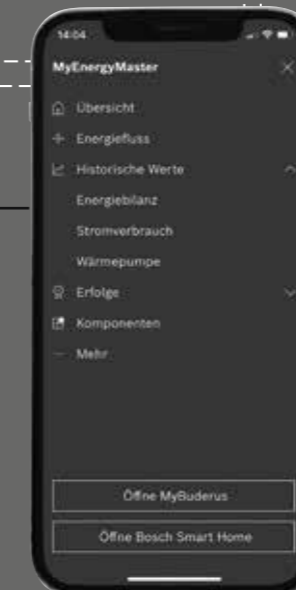 14:04
MyEnergyMaster
Übersicht
Energiefluss
Historische Werte
Energiebilanz
Stromverbrauch
Wärmepumpe
Erfolge
Komponenten
Mehr
Öffne MyBuderus
Öffne Bosch Smart Home